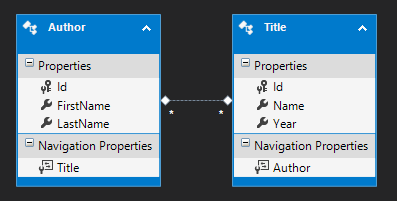 Author
Properties
Id
FirstName
LastName
Navigation Properties
Title
* *
Title
Properties
Id
Name
Year
Navigation Properties
Author